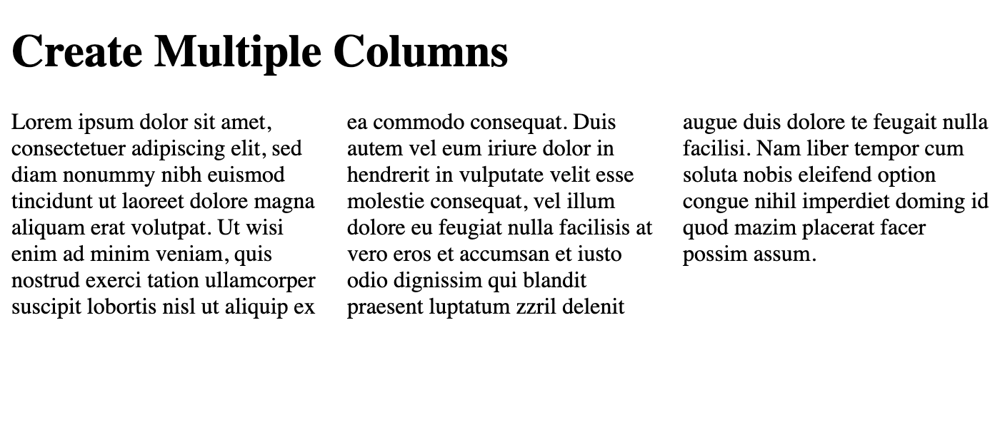 Create Multiple Columns
Lorem ipsum dolor sit amet,
consectetuer adipiscing elit, sed
diam nonummy nibh euismod
tincidunt ut laoreet dolore magna
aliquam erat volutpat. Ut wisi
enim ad minim veniam, quis
nostrud exerci tation ullamcorper
suscipit lobortis nisl ut aliquip ex
ea commodo consequat. Duis
autem vel eum iriure dolor in
hendrerit in vulputate velit esse
molestie consequat, vel illum
dolore eu feugiat nulla facilisis at
vero eros et accumsan et iusto
odio dignissim qui blandit
praesent luptatum zzril delenit
augue duis dolore te feugait nulla
facilisi. Nam liber tempor cum
soluta nobis eleifend option
congue nihil imperdiet doming id
quod mazim placerat facer
possim assum.